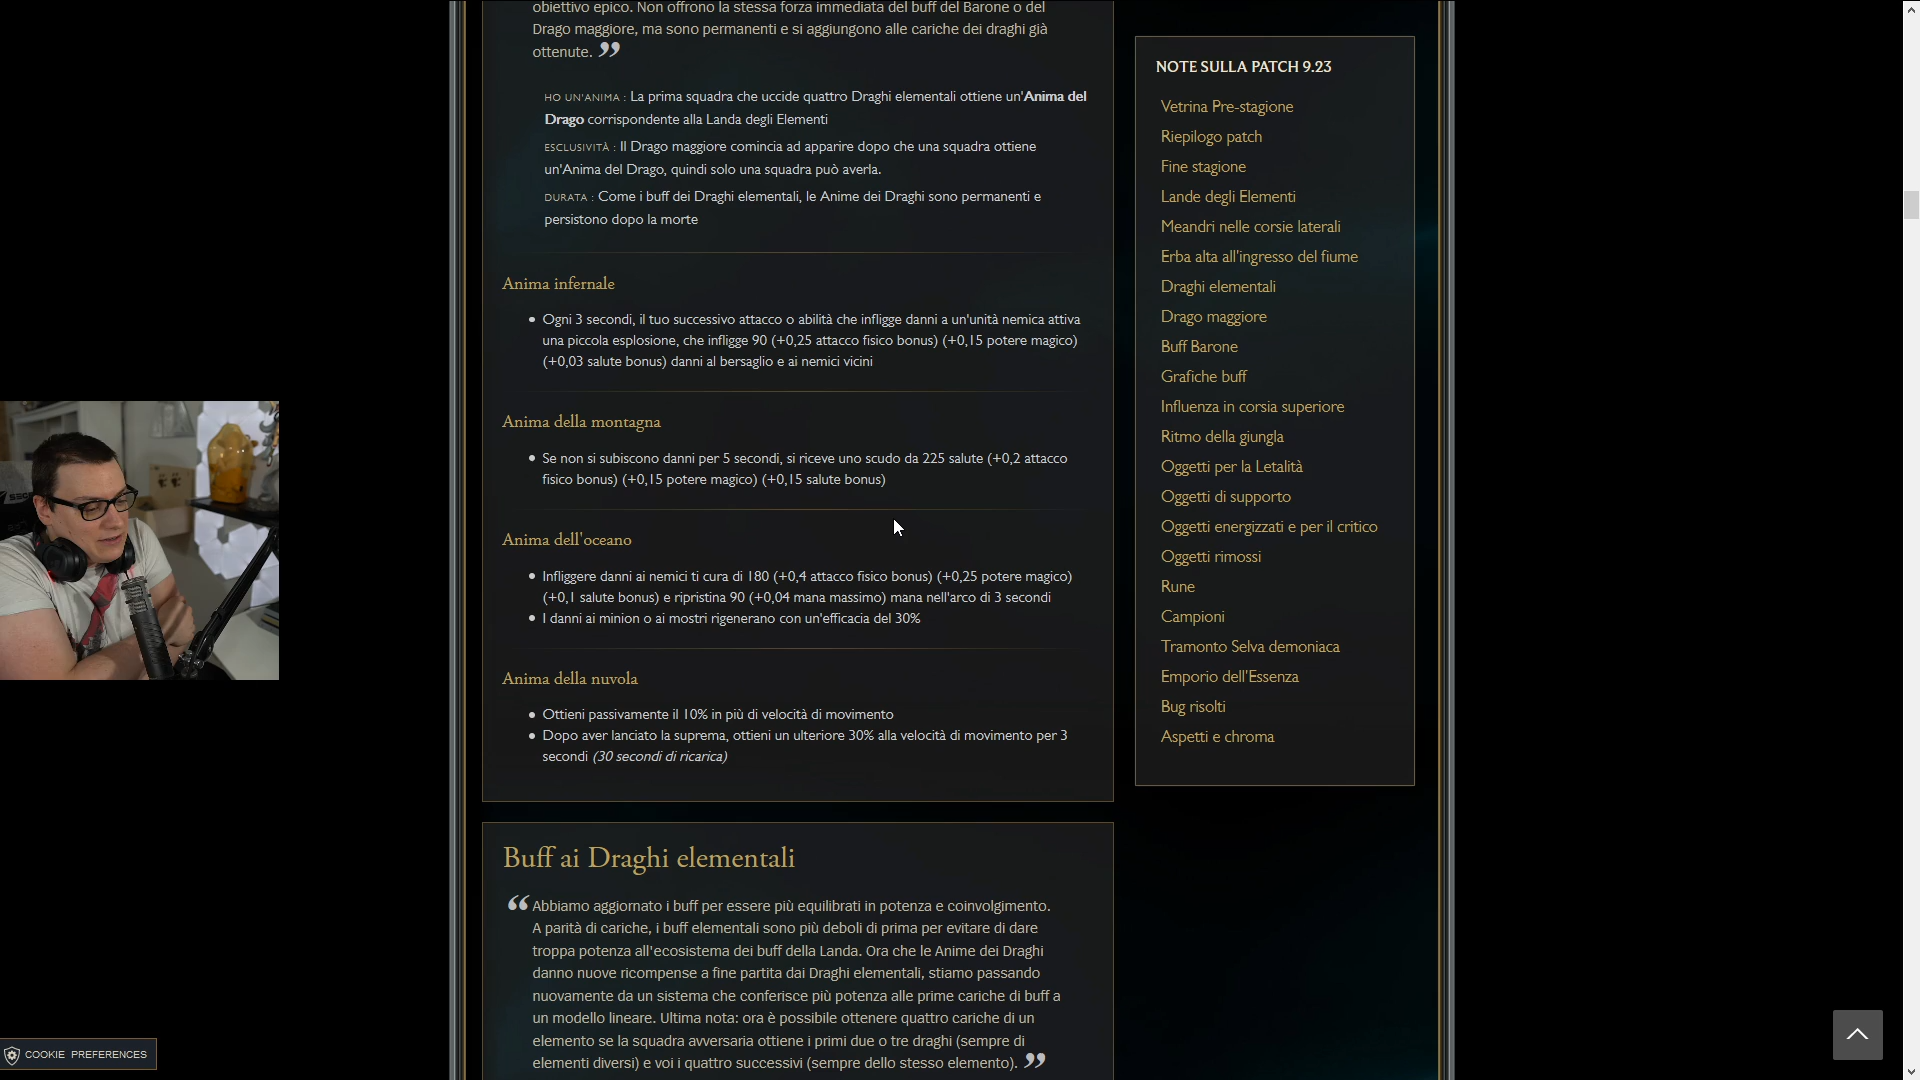 obiettivo epico. Non offrono la stessa forza immediata del buff del Barone o del
Drago maggiore, ma sono permanenti e si aggiungono alle cariche dei draghi già
ottenute. ”
HO UN'ANIMA : La prima squadra che uccide quattro Draghi elementali ottiene un'Anima del
Drago corrispondente alla Landa degli Elementi
ESCLUSIVITÀ : Il Drago maggiore comincia ad apparire dopo che una squadra ottiene
un'Anima del Drago, quindi solo una squadra può averla.
DURATA : Come i buff dei Draghi elementali, le Anime dei Draghi sono permanenti e
persistono dopo la morte
Anima infernale
• Ogni 3 secondi, il tuo successivo attacco o abilità che infligge danni a un'unità nemica attiva
una piccola esplosione, che infligge 90 (+0,25 attacco fisico bonus) (+0,15 potere magico)
(+0,03 salute bonus) danni al bersaglio e ai nemici vicini
Anima della montagna
• Se non si subiscono danni per 5 secondi, si riceve uno scudo da 225 salute (+0,2 attacco
fisico bonus) (+0,15 potere magico) (+0,15 salute bonus)
Anima dell'oceano
• Infliggere danni ai nemici ti cura di 180 (+0,4 attacco fisico bonus) (+0,25 potere magico)
(+0,1 salute bonus) e ripristina 90 (+0,04 mana massimo) mana nell'arco di 3 secondi
• I danni ai minion o ai mostri rigenerano con un'efficacia del 30%
Anima della nuvola
• Ottieni passivamente il 10% in più di velocità di movimento
• Dopo aver lanciato la suprema, ottieni un ulteriore 30% alla velocità di movimento per 3
secondi (30 secondi di ricarica)
Buff ai Draghi elementali
“ Abbiamo aggiornato i buff per essere più equilibrati in potenza e coinvolgimento.
A parità di cariche, i buff elementali sono più deboli di prima per evitare di dare
troppa potenza all'ecosistema dei buff della Landa. Ora che le Anime dei Draghi
danno nuove ricompense a fine partita dai Draghi elementali, stiamo passando
nuovamente da un sistema che conferisce più potenza alle prime cariche di buff a
un modello lineare. Ultima nota: ora è possibile ottenere quattro cariche di un
elemento se la squadra avversaria ottiene i primi due o tre draghi (sempre di
elementi diversi) e voi i quattro successivi (sempre dello stesso elemento). ”
NOTE SULLA PATCH 9.23
Vetrina Pre-stagione
Riepilogo patch
Fine stagione
Lande degli Elementi
Meandri nelle corsie laterali
Erba alta all'ingresso del fiume
Draghi elementali
Drago maggiore
Buff Barone
Grafiche buff
Influenza in corsia superiore
Ritmo della giungla
Oggetti per la Letalità
Oggetti di supporto
Oggetti energizzati e per il critico
Oggetti rimossi
Rune
Campioni
Tramonto Selva demoniaca
Emporio dell'Essenza
Bug risolti
Aspetti e chroma
COOKIE PREFERENCES